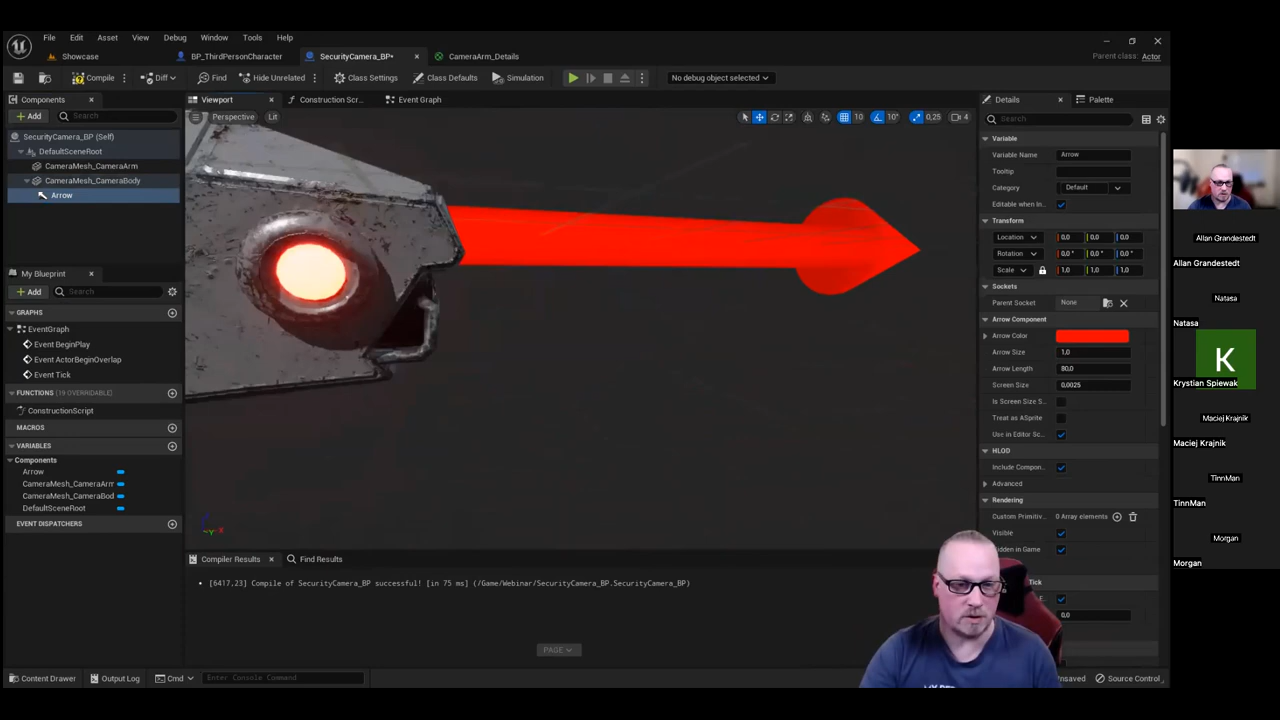 File Edit Asset View Debug Window Tools Help
Showcase BP_ThirdPersonCharacter SecurityCamera_BP* CameraArm_Details
Parent class: Actor
Compile Diff Find Hide Unrelated Class Settings Class Defaults Simulation No debug object selected
Components
Add Search
SecurityCamera_BP (Self)
DefaultSceneRoot
CameraMesh_CameraArm
CameraMesh_CameraBody
Arrow
My Blueprint
Add Search
GRAPHS
EventGraph
Event BeginPlay
Event ActorBeginOverlap
Event Tick
FUNCTIONS (19 OVERRIDABLE)
ConstructionScript
MACROS
VARIABLES
Components
Arrow
CameraMesh_CameraArm
CameraMesh_CameraBod
DefaultSceneRoot
EVENT DISPATCHERS
Viewport Construction Scr... Event Graph
Perspective Lit 10 10° 0,25 4
Compiler Results Find Results
[6417,23] Compile of SecurityCamera_BP successful! [in 75 ms] (/Game/Webinar/SecurityCamera_BP.SecurityCamera_BP)
PAGE
Details Palette
Search
Variable
Variable Name Arrow
Tooltip
Category Default
Editable when In...
Transform
Location 0,0 0,0 0,0
Rotation 0,0 ° 0,0 ° 0,0 °
Scale 1,0 1,0 1,0
Sockets
Parent Socket None
Arrow Component
Arrow Color
Arrow Size 1,0
Arrow Length 80,0
Screen Size 0,0025
Is Screen Size S...
Treat as ASprite
Use in Editor Sc...
HLOD
Include Compon...
Advanced
Rendering
Custom Primitiv... 0 Array elements
Visible
Hidden in Game
Tick
0,0
Content Drawer Output Log Cmd Enter Console Command Unsaved Source Control
Allan Grandestedt
Allan Grandestedt
Natasa
Natasa
K
Krystian Spiewak
Maciej Krajnik
Maciej Krajnik
TinnMan
TinnMan
Morgan
Morgan